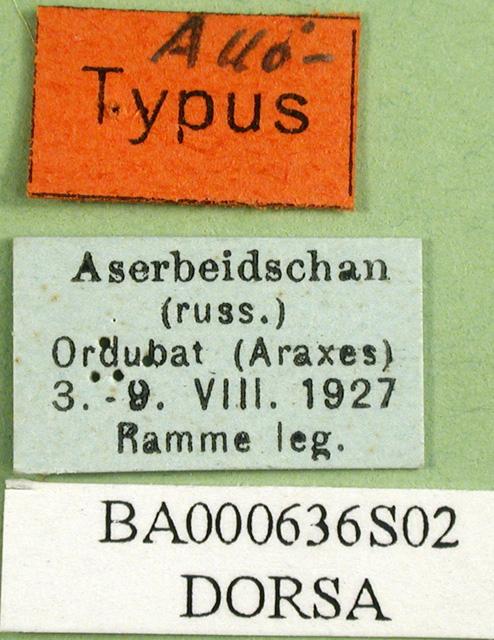 Allo-
Typus
Aserbeidschan
(russ.)
Ordubat (Araxes)
3.-9. VIII. 1927
Ramme leg.
BA000636S02
DORSA